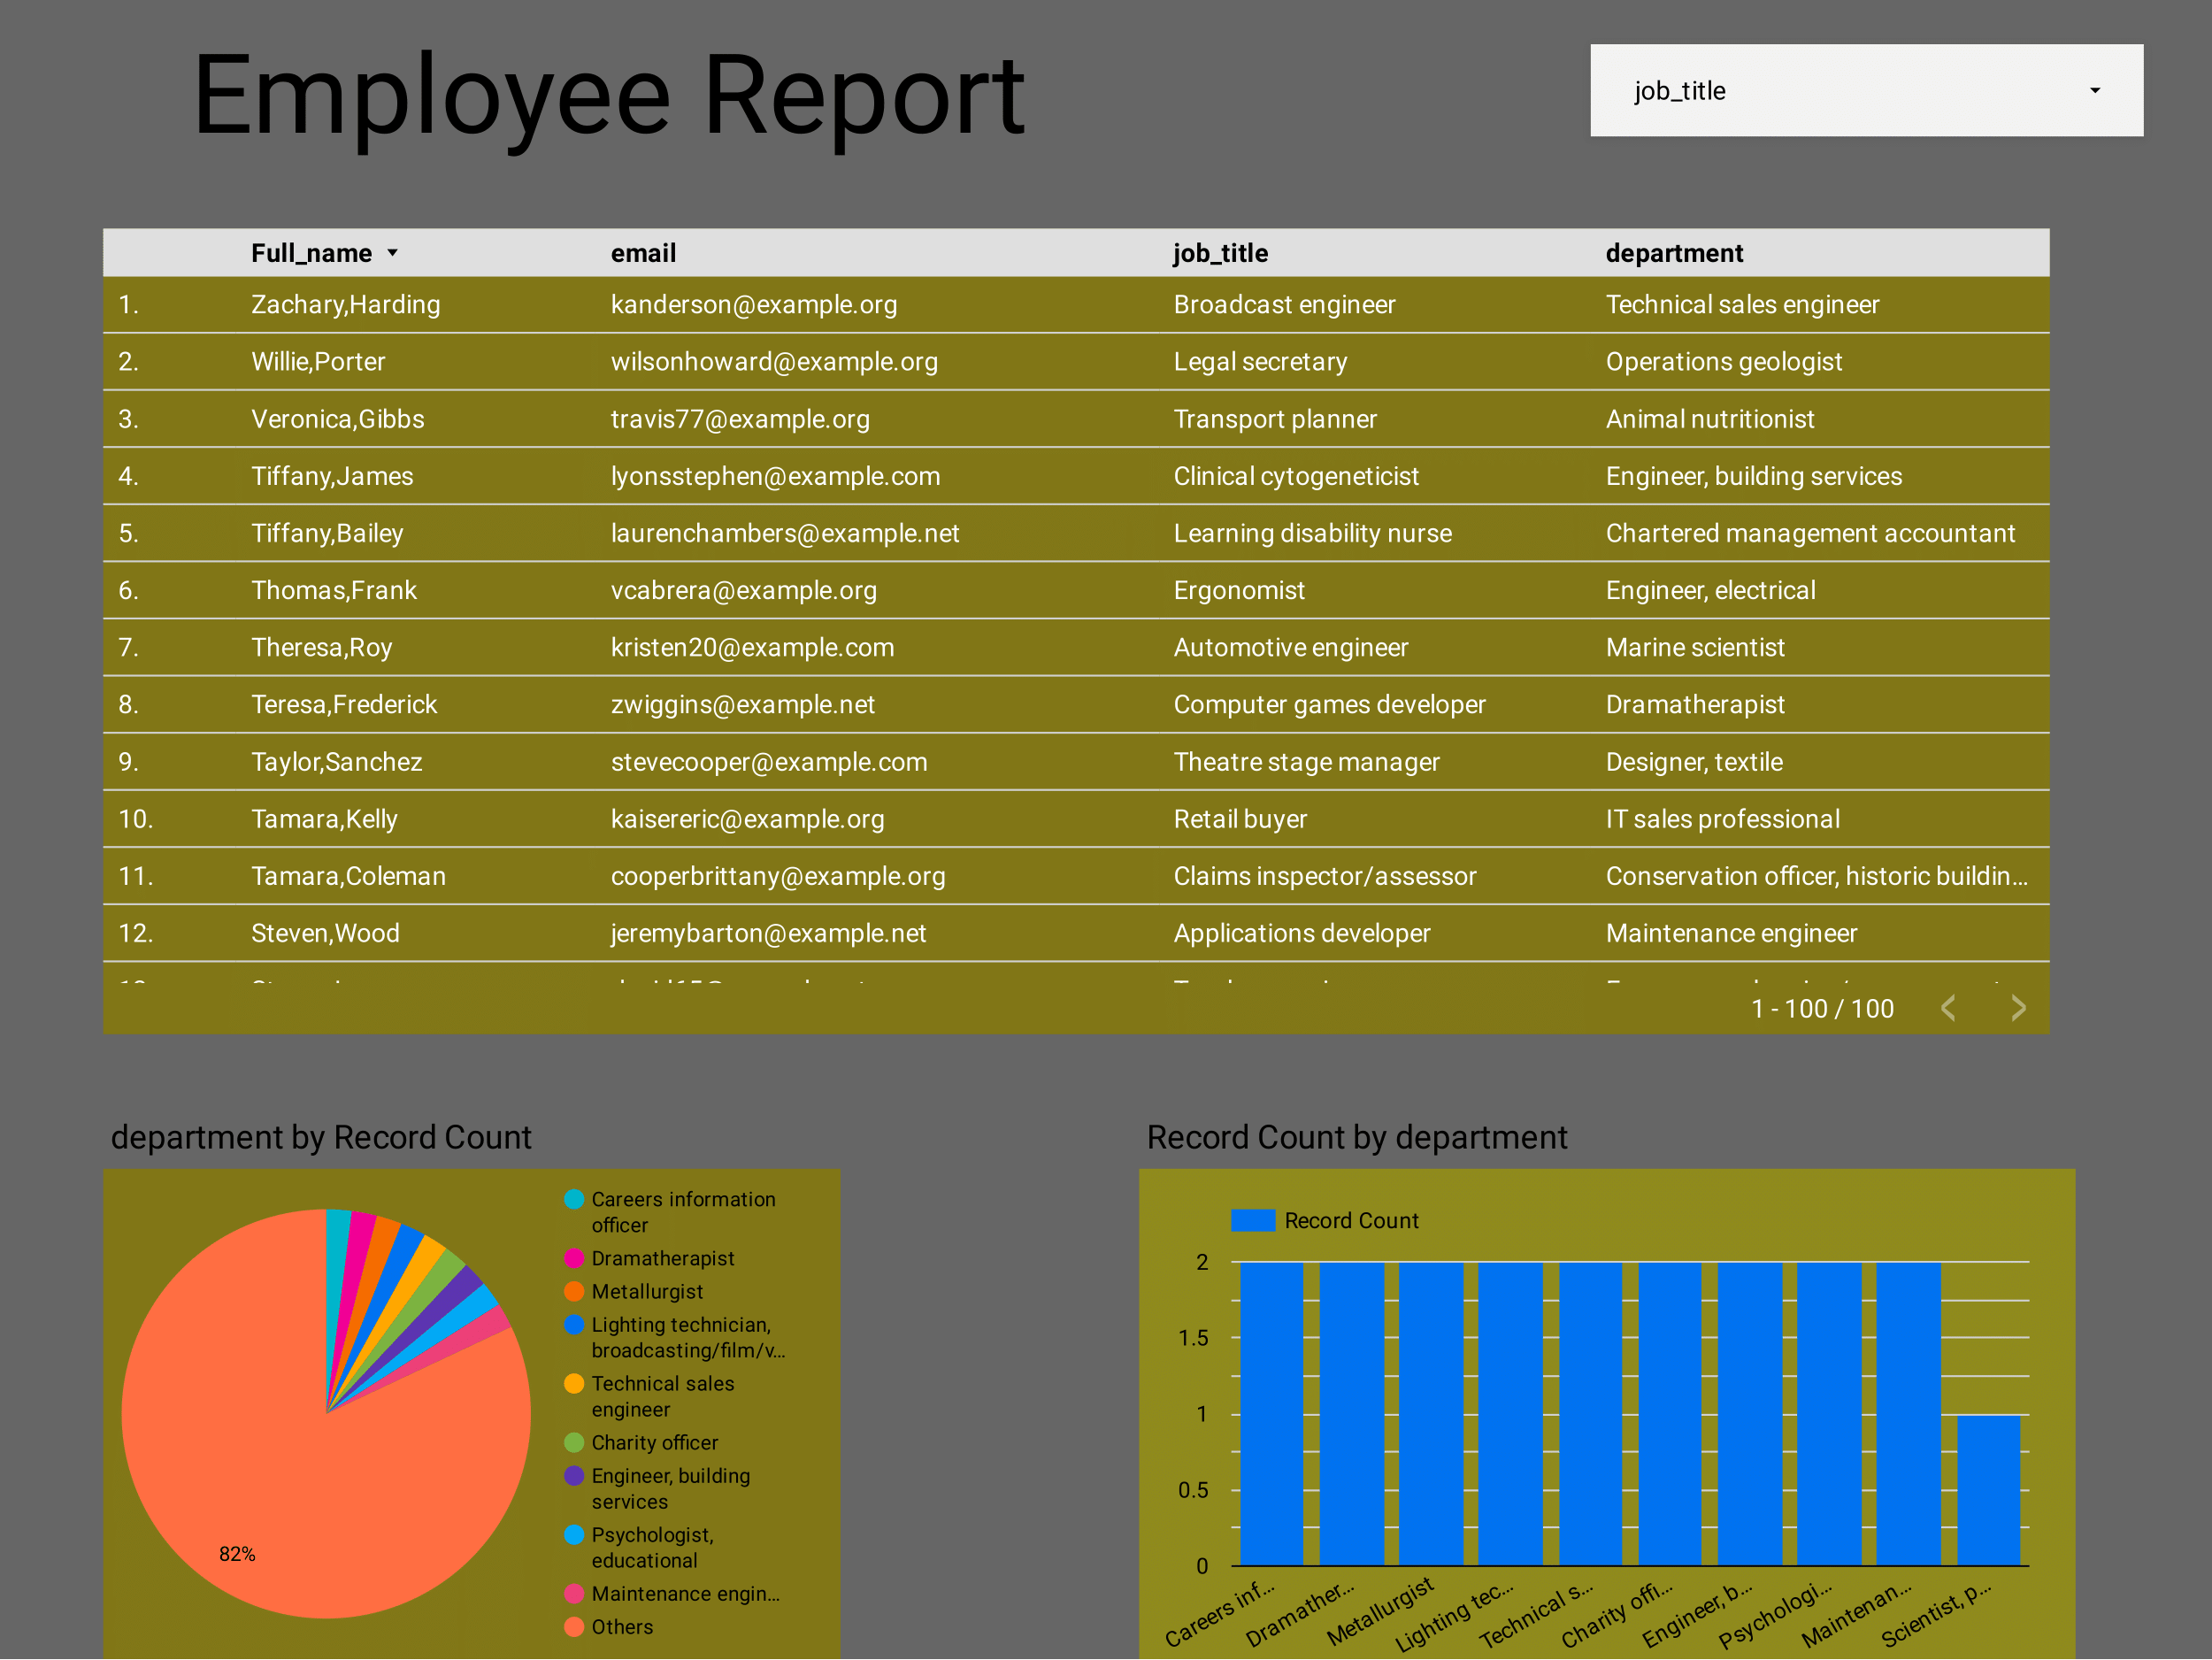 Employee Report
job_title
Full_name email job_title department
1. Zachary,Harding kanderson@example.org Broadcast engineer Technical sales engineer
2. Willie,Porter wilsonhoward@example.org Legal secretary Operations geologist
3. Veronica,Gibbs travis77@example.org Transport planner Animal nutritionist
4. Tiffany,James lyonsstephen@example.com Clinical cytogeneticist Engineer, building services
5. Tiffany,Bailey laurenchambers@example.net Learning disability nurse Chartered management accountant
6. Thomas,Frank vcabrera@example.org Ergonomist Engineer, electrical
7. Theresa,Roy kristen20@example.com Automotive engineer Marine scientist
8. Teresa,Frederick zwiggins@example.net Computer games developer Dramatherapist
9. Taylor,Sanchez stevecooper@example.com Theatre stage manager Designer, textile
10. Tamara,Kelly kaisereric@example.org Retail buyer IT sales professional
11. Tamara,Coleman cooperbrittany@example.org Claims inspector/assessor Conservation officer, historic buildin...
12. Steven,Wood jeremybarton@example.net Applications developer Maintenance engineer
1 - 100 / 100
department by Record Count
Careers information
officer
Dramatherapist
Metallurgist
Lighting technician,
broadcasting/film/v...
Technical sales
engineer
Charity officer
Engineer, building
services
Psychologist,
educational
Maintenance engin...
Others
82%
Record Count by department
Record Count
2
1.5
1
0.5
0
Careers inf...
Dramather...
Metallurgist
Lighting tec...
Technical s...
Charity offi...
Engineer, b...
Psychologi...
Maintenan...
Scientist, p...